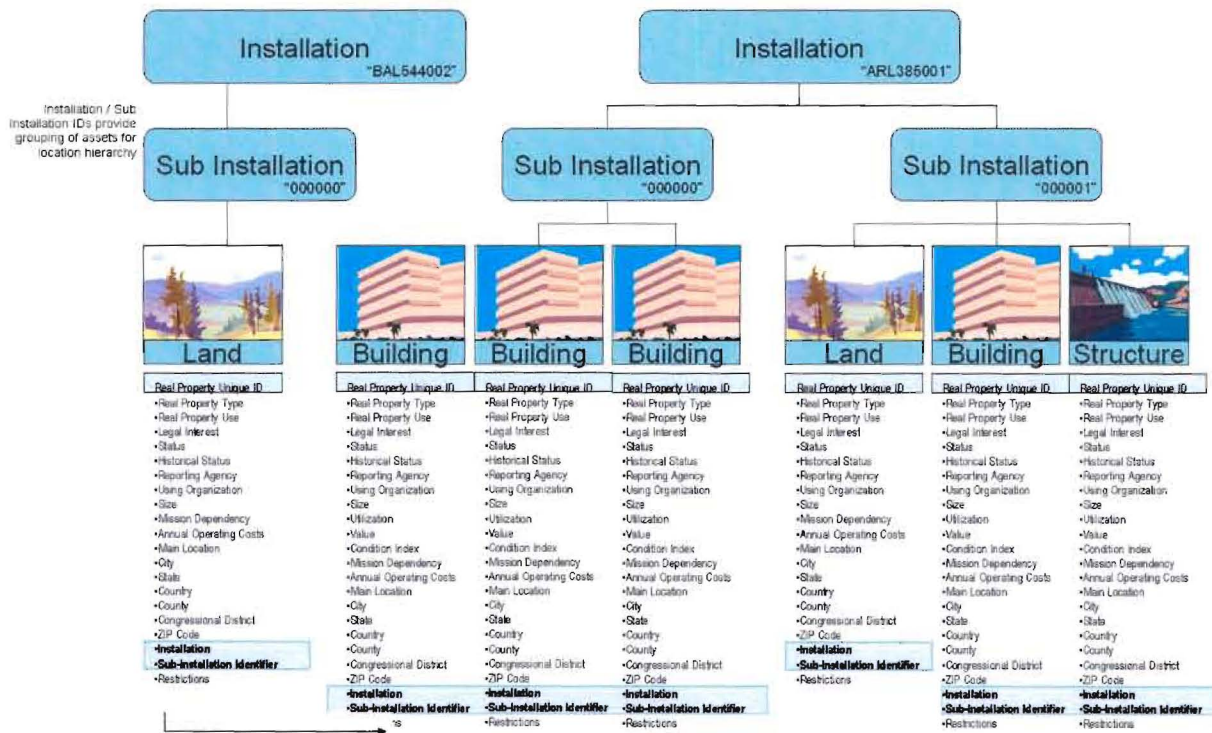 Installation
"BAL544002"
Installation
"ARL385001"
Installation / Sub
Installation IDs provide
grouping of assets for
location hierarchy
Sub Installation
"000000"
Sub Installation
"000000"
Sub Installation
"000001"
Land
Real Property Unique ID
•Real Property Type
•Real Property Use
•Legal Interest
•Status
•Historical Status
•Reporting Agency
•Using Organization
•Size
•Mission Dependency
•Annual Operating Costs
•Main Location
•City
•State
•Country
•County
•Congressional District
•ZIP Code
•Installation
•Sub-Installation Identifier
•Restrictions
Building
Real Property Unique ID
•Real Property Type
•Real Property Use
•Legal Interest
•Status
•Historical Status
•Reporting Agency
•Using Organization
•Size
•Utilization
•Value
•Condition Index
•Mission Dependency
•Annual Operating Costs
•Main Location
•City
•State
•Country
•County
•Congressional District
•ZIP Code
•Installation
•Sub-Installation Identifier
ns
Building
Real Property Unique ID
•Real Property Type
•Real Property Use
•Legal Interest
•Status
•Historical Status
•Reporting Agency
•Using Organization
•Size
•Utilization
•Value
•Condition Index
•Mission Dependency
•Annual Operating Costs
•Main Location
•City
•State
•Country
•County
•Congressional District
•ZIP Code
•Installation
•Sub-Installation Identifier
•Restrictions
Building
Real Property Unique ID
•Real Property Type
•Real Property Use
•Legal Interest
•Status
•Historical Status
•Reporting Agency
•Using Organization
•Size
•Utilization
•Value
•Condition Index
•Mission Dependency
•Annual Operating Costs
•Main Location
•City
•State
•Country
•County
•Congressional District
•ZIP Code
•Installation
•Sub-Installation Identifier
•Restrictions
Land
Real Property Unique ID
•Real Property Type
•Real Property Use
•Legal Interest
•Status
•Historical Status
•Reporting Agency
•Using Organization
•Size
•Mission Dependency
•Annual Operating Costs
•Main Location
•City
•State
•Country
•County
•Congressional District
•ZIP Code
•Installation
•Sub-Installation Identifier
•Restrictions
Building
Real Property Unique ID
•Real Property Type
•Real Property Use
•Legal Interest
•Status
•Historical Status
•Reporting Agency
•Using Organization
•Size
•Utilization
•Value
•Condition Index
•Mission Dependency
•Annual Operating Costs
•Main Location
•City
•State
•Country
•County
•Congressional District
•ZIP Code
•Installation
•Sub-Installation Identifier
•Restrictions
Structure
Real Property Unique ID
•Real Property Type
•Real Property Use
•Legal Interest
•Status
•Historical Status
•Reporting Agency
•Using Organization
•Size
•Utilization
•Value
•Condition Index
•Mission Dependency
•Annual Operating Costs
•Main Location
•City
•State
•Country
•County
•Congressional District
•ZIP Code
•Installation
•Sub-Installation Identifier
•Restrictions